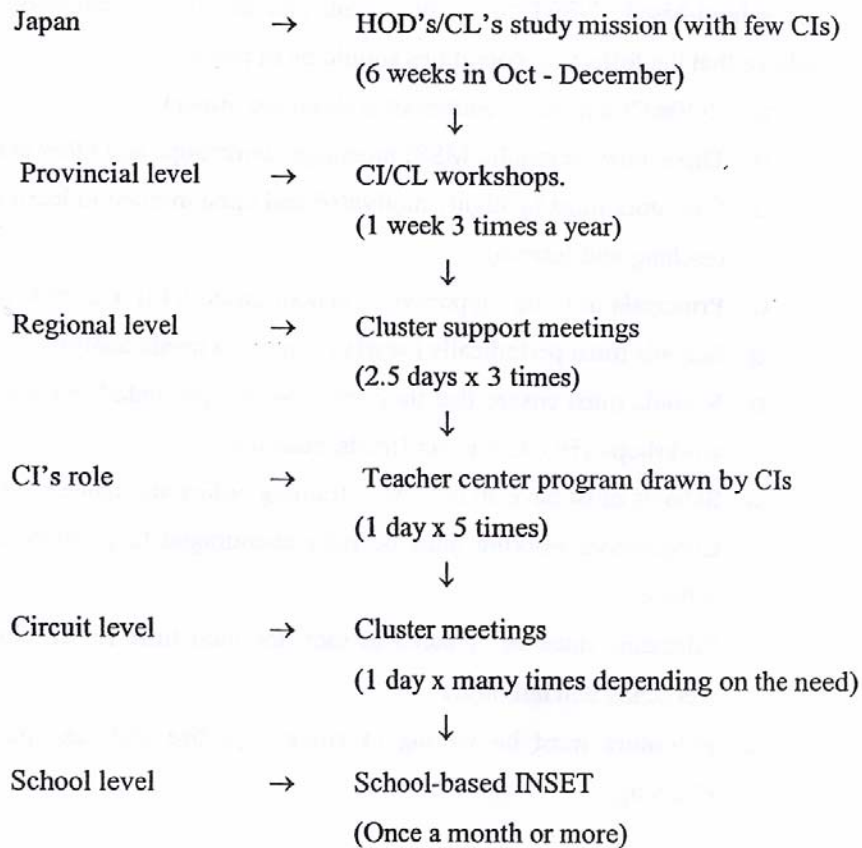 Japan → HOD's/CL's study mission (with few CIs)
(6 weeks in Oct - December)
↓
Provincial level → CI/CL workshops.
(1 week 3 times a year)
↓
Regional level → Cluster support meetings
(2.5 days x 3 times)
↓
CI's role → Teacher center program drawn by CIs
(1 day x 5 times)
↓
Circuit level → Cluster meetings
(1 day x many times depending on the need)
↓
School level → School-based INSET
(Once a month or more)